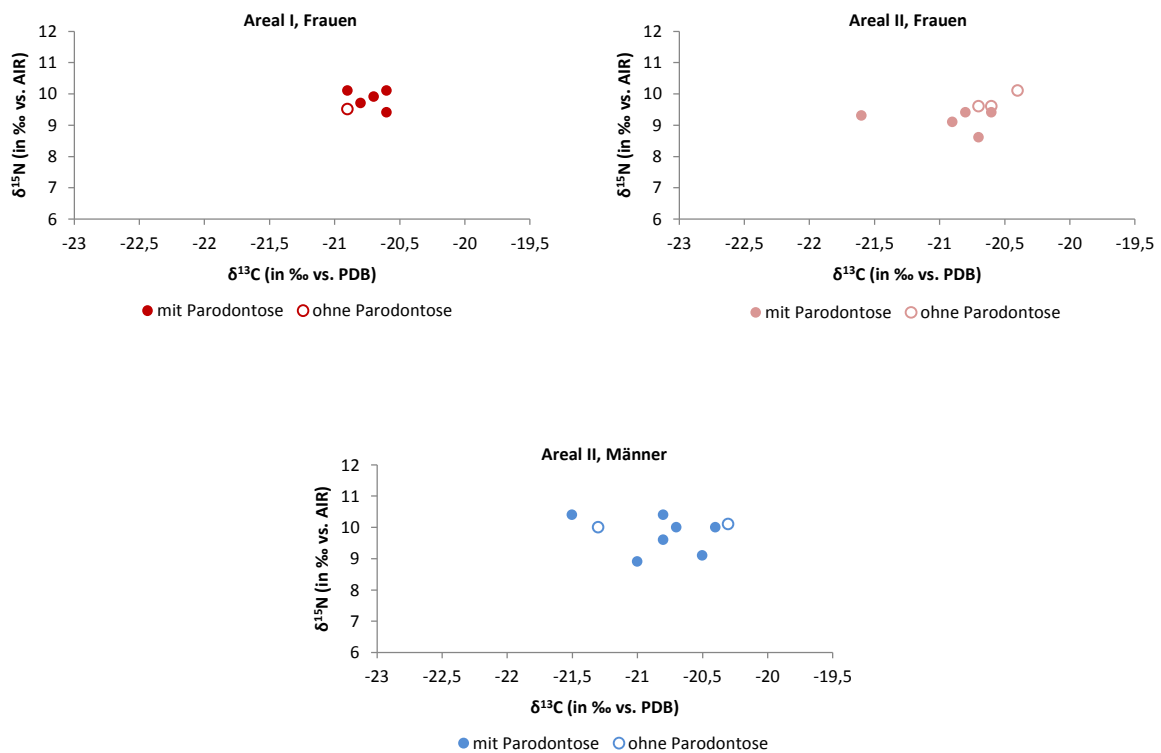 Areal I, Frauen
12
11
10
9
8
7
6
δ¹⁵N (in ‰ vs. AIR)
-23 -22,5 -22 -21,5 -21 -20,5 -20 -19,5
δ¹³C (in ‰ vs. PDB)
mit Parodontose ohne Parodontose
Areal II, Frauen
12
11
10
9
8
7
6
δ¹⁵N (in ‰ vs. AIR)
-23 -22,5 -22 -21,5 -21 -20,5 -20 -19,5
δ¹³C (in ‰ vs. PDB)
mit Parodontose ohne Parodontose
Areal II, Männer
12
11
10
9
8
7
6
δ¹⁵N (in ‰ vs. AIR)
-23 -22,5 -22 -21,5 -21 -20,5 -20 -19,5
δ¹³C (in ‰ vs. PDB)
mit Parodontose ohne Parodontose